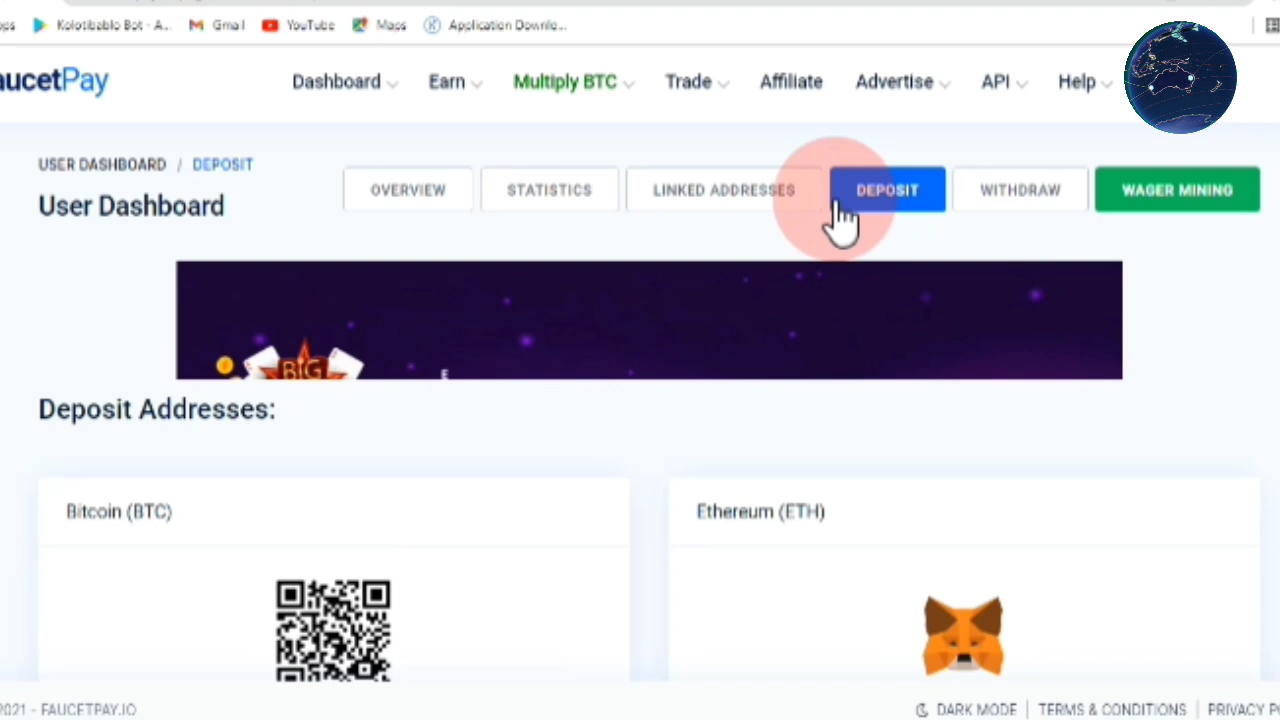 Kolotibablo Bot - A... Gmail YouTube Maps Application Downlo...
aucetPay Dashboard Earn Multiply BTC Trade Affiliate Advertise API Help
USER DASHBOARD / DEPOSIT
User Dashboard
OVERVIEW STATISTICS LINKED ADDRESSES DEPOSIT WITHDRAW WAGER MINING
BIG
E
Deposit Addresses:
Bitcoin (BTC)
Ethereum (ETH)
2021 - FAUCETPAY.IO DARK MODE | TERMS & CONDITIONS | PRIVACY P